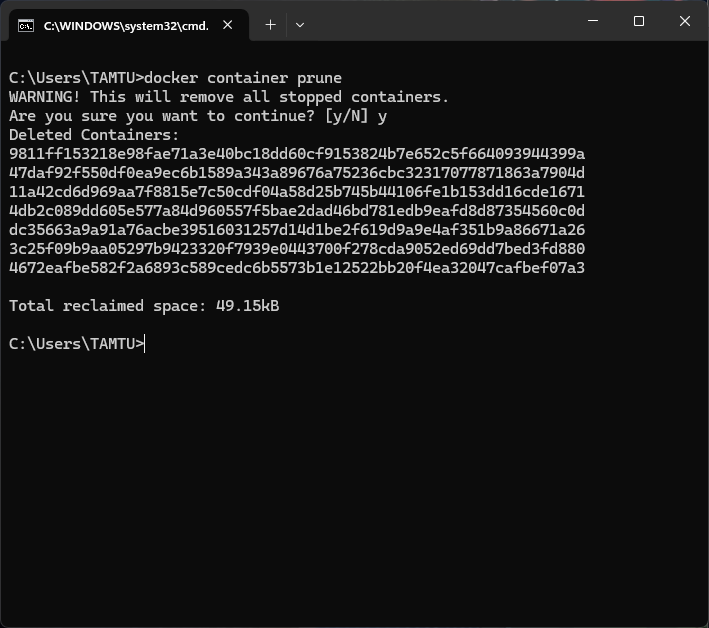 C:\WINDOWS\system32\cmd.
C:\Users\TAMTU>docker container prune
WARNING! This will remove all stopped containers.
Are you sure you want to continue? [y/N] y
Deleted Containers:
9811ff153218e98fae71a3e40bc18dd60cf9153824b7e652c5f664093944399a
47daf92f550df0ea9ec6b1589a343a89676a75236cbc32317077871863a7904d
11a42cd6d969aa7f8815e7c50cdf04a58d25b745b44106fe1b153dd16cde1671
4db2c089dd605e577a84d960557f5bae2dad46bd781edb9eafd8d87354560c0d
dc35663a9a91a76acbe39516031257d14d1be2f619d9a9e4af351b9a86671a26
3c25f09b9aa05297b9423320f7939e0443700f278cda9052ed69dd7bed3fd880
4672eafbe582f2a6893c589cedc6b5573b1e12522bb20f4ea32047cafbef07a3
Total reclaimed space: 49.15kB
C:\Users\TAMTU>